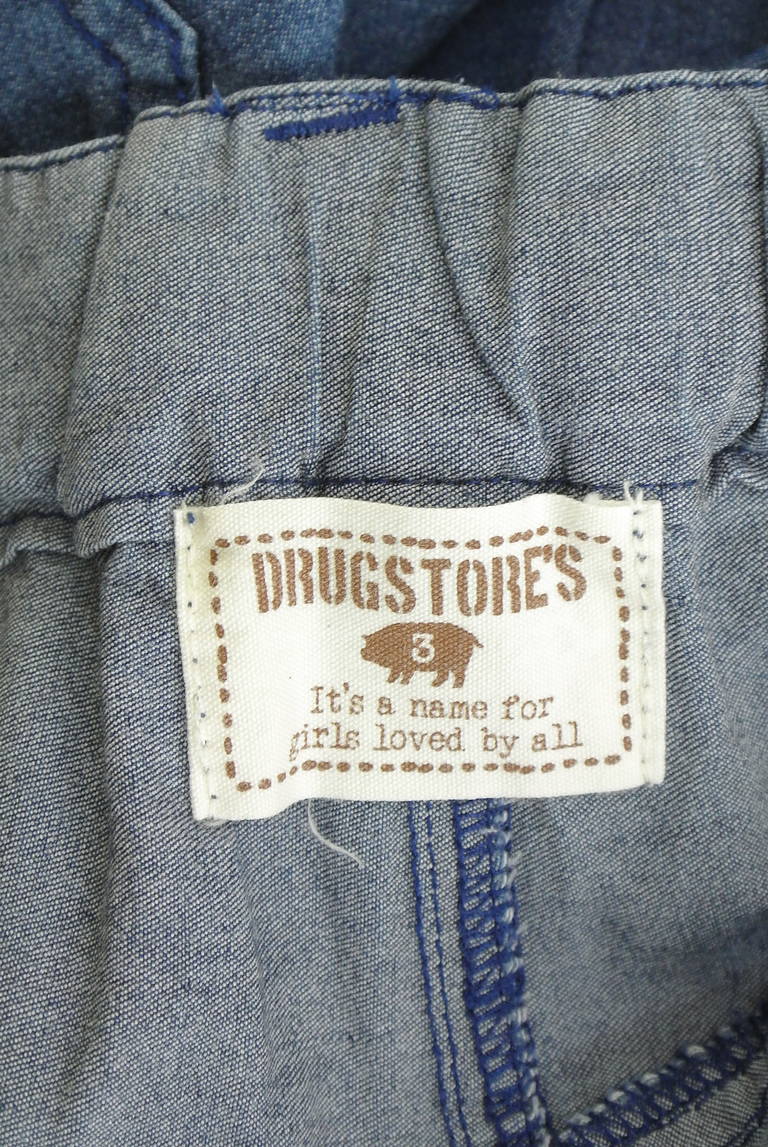 DRUGSTORE'S
3
It's a name for
girls loved by all